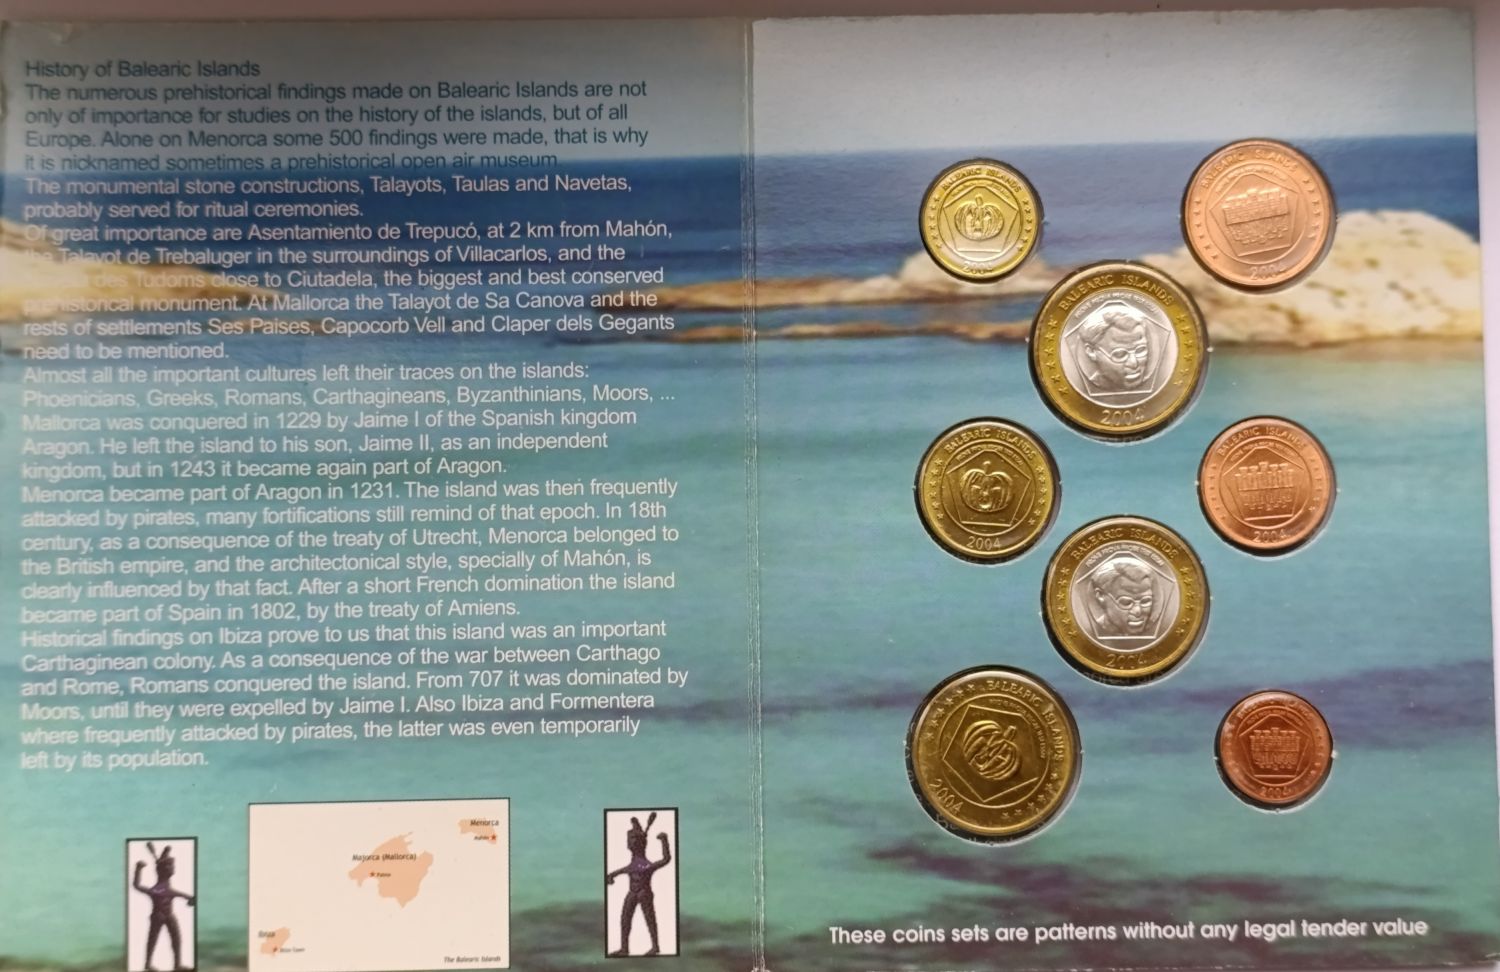 History of Balearic Islands
The numerous prehistorical findings made on Balearic Islands are not
only of importance for studies on the history of the islands, but of all
Europe. Alone on Menorca some 500 findings were made, that is why
it is nicknamed sometimes a prehistorical open air museum.
The monumental stone constructions, Talayots, Taulas and Navetas,
probably served for ritual ceremonies.
Of great importance are Asentamiento de Trepucó, at 2 km from Mahón,
the Talayot de Trebaluger in the surroundings of Villacarlos, and the
des Tudoms close to Ciutadela, the biggest and best conserved
prehistorical monument. At Mallorca the Talayot de Sa Canova and the
rests of settlements Ses Paises, Capocorb Vell and Claper dels Gegants
need to be mentioned.
Almost all the important cultures left their traces on the islands:
Phoenicians, Greeks, Romans, Carthagineans, Byzanthinians, Moors, ...
Mallorca was conquered in 1229 by Jaime I of the Spanish kingdom
Aragon. He left the island to his son, Jaime II, as an independent
kingdom, but in 1243 it became again part of Aragon.
Menorca became part of Aragon in 1231. The island was then frequently
attacked by pirates, many fortifications still remind of that epoch. In 18th
century, as a consequence of the treaty of Utrecht, Menorca belonged to
the British empire, and the architectonical style, specially of Mahón, is
clearly influenced by that fact. After a short French domination the island
became part of Spain in 1802, by the treaty of Amiens.
Historical findings on Ibiza prove to us that this island was an important
Carthaginean colony. As a consequence of the war between Carthago
and Rome, Romans conquered the island. From 707 it was dominated by
Moors, until they were expelled by Jaime I. Also Ibiza and Formentera
where frequently attacked by pirates, the latter was even temporarily
left by its population.
Menorca
Mahón
Majorca (Mallorca)
Palma
Ibiza
Ibiza Town
The Balearic Islands
BALEARIC ISLANDS
2004
BALEARIC ISLANDS
2004
BALEARIC ISLANDS
2004
BALEARIC ISLANDS
2004
BALEARIC ISLANDS
2004
BALEARIC ISLANDS
2004
BALEARIC ISLANDS
2004
2004
These coins sets are patterns without any legal tender value